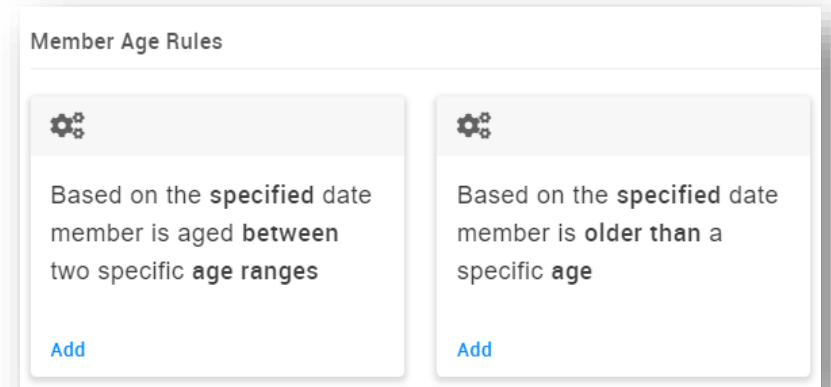 Member Age Rules
Based on the specified date
member is aged between
two specific age ranges
Add
Based on the specified date
member is older than a
specific age
Add